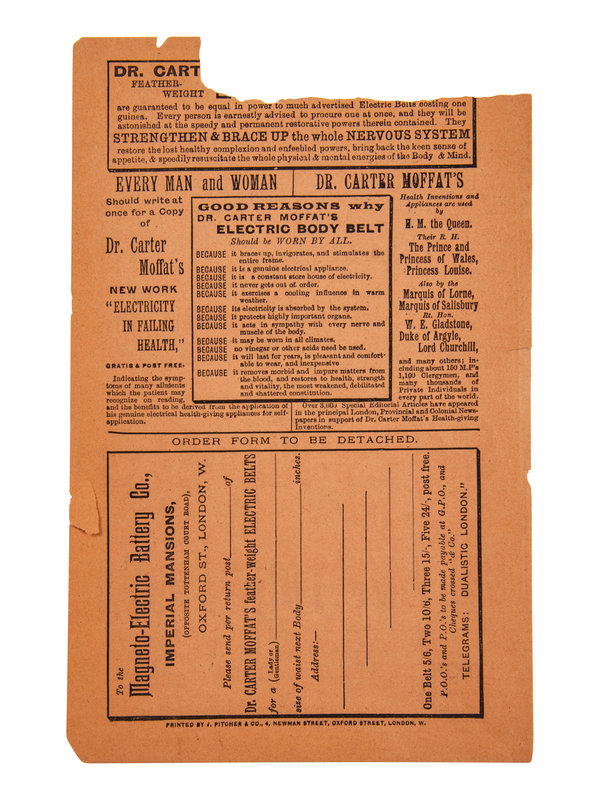 DR. CART
FEATHER-
WEIGHT
are guaranteed to be equal in power to much advertised Electric Belts costing one
guinea. Every person is earnestly advised to procure one at once, and they will be
astonished at the speedy and permanent restorative powers therein contained. They
STRENGTHEN & BRACE UP the whole NERVOUS SYSTEM
restore the lost healthy complexion and enfeebled powers, bring back the keen sense of
appetite, & speedily resuscitate the whole physical & mental energies of the Body & Mind.
EVERY MAN and WOMAN
Should write at
once for a Copy
of
Dr. Carter
Moffat's
NEW WORK
"ELECTRICITY
IN FAILING
HEALTH,"
GRATIS & POST FREE.
Indicating the symp-
toms of many ailments
which the patient may
recognize on reading,
and the benefits to be derived from the application of
his genuine electrical health-giving appliances for self-
application.
GOOD REASONS why
DR. CARTER MOFFAT'S
ELECTRIC BODY BELT
Should be WORN BY ALL.
BECAUSE it braces up, invigorates, and stimulates the
entire frame.
BECAUSE it is a genuine electrical appliance.
BECAUSE it is a constant store house of electricity.
BECAUSE it never gets out of order.
BECAUSE it exercises a cooling influence in warm
weather.
BECAUSE its electricity is absorbed by the system.
BECAUSE it protects highly important organs.
BECAUSE it acts in sympathy with every nerve and
muscle of the body.
BECAUSE it may be worn in all climates.
BECAUSE no vinegar or other acids need be used.
BECAUSE it will last for years, is pleasant and comfort-
able to wear, and inexpensive
BECAUSE it removes morbid and impure matters from
the blood, and restores to health, strength
and vitality, the most weakened, debilitated
and shattered constitution.
DR. CARTER MOFFAT'S
Health Inventions and
Appliances are used
by
H. M. the Queen.
Their R. H.
The Prince and
Princess of Wales,
Princess Louise.
Also by the
Marquis of Lorne,
Marquis of Salisbury
Rt. Hon.
W. E. Gladstone,
Duke of Argyle,
Lord Churchill,
and many others; in-
cluding about 150 M.P's
1,100 Clergymen, and
many thousands of
Private Individuals in
every part of the world.
Over 3,000 Special Editorial Articles have appeared
in the principal London, Provincial and Colonial News-
papers in support of Dr. Carter Moffat's Health-giving
Inventions.
ORDER FORM TO BE DETACHED.
To the
Magneto-Electric Battery Co.,
IMPERIAL MANSIONS,
(OPPOSITE TOTTENHAM COURT ROAD),
OXFORD ST., LONDON, W.
Please send per return post of
Dr. CARTER MOFFAT'S feather-weight ELECTRIC BELTS
for a (Lady or
Gentleman)
size of waist next Body inches.
Address:—
One Belt 5/6, Two 10/6, Three 15/-, Five 24/-, post free.
P.O.O.'s and P.O.'s to be made payable at G.P.O., and
Cheques crossed "& Co."
TELEGRAMS: DUALISTIC LONDON."
PRINTED BY J. PITCHER & CO., 4, NEWMAN STREET, OXFORD STREET, LONDON, W.